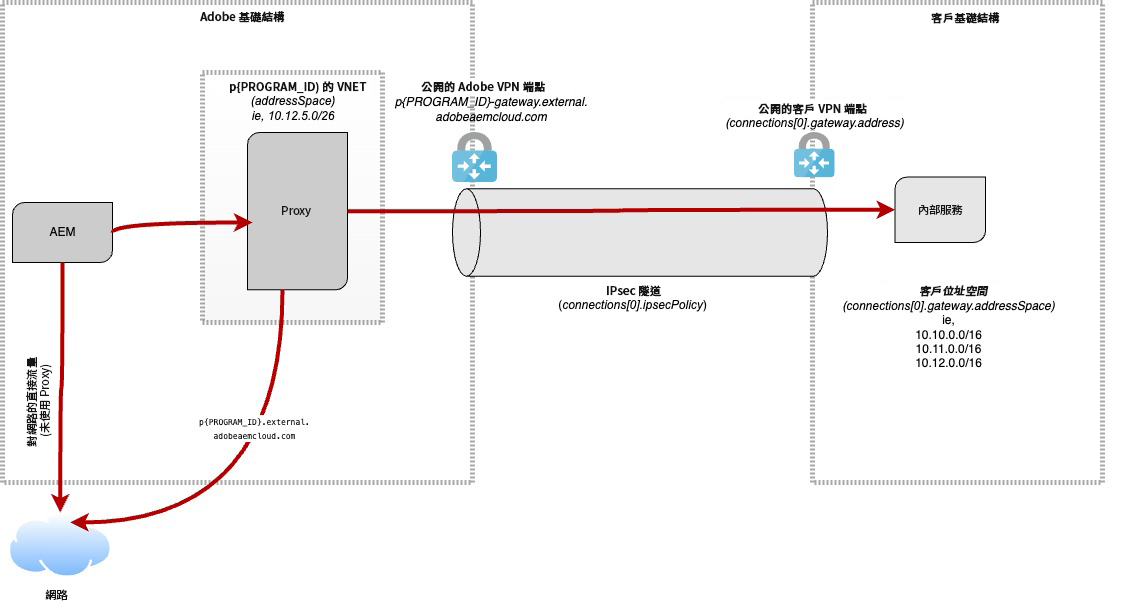 Adobe 基礎結構
客戶基礎結構
p{PROGRAM_ID) 的 VNET
(addressSpace)
ie, 10.12.5.0/26
公開的 Adobe VPN 端點
p{PROGRAM_ID}-gateway.external.
adobeaemcloud.com
公開的客戶 VPN 端點
(connections[0].gateway.address)
AEM
Proxy
內部服務
IPsec 隧道
(connections[0].ipsecPolicy)
客戶位址空間
(connections[0].gateway.addressSpace)
ie,
10.10.0.0/16
10.11.0.0/16
10.12.0.0/16
對網路的直接流量
(未使用 Proxy)
p{PROGRAM_ID}.external.
adobeaemcloud.com
網路